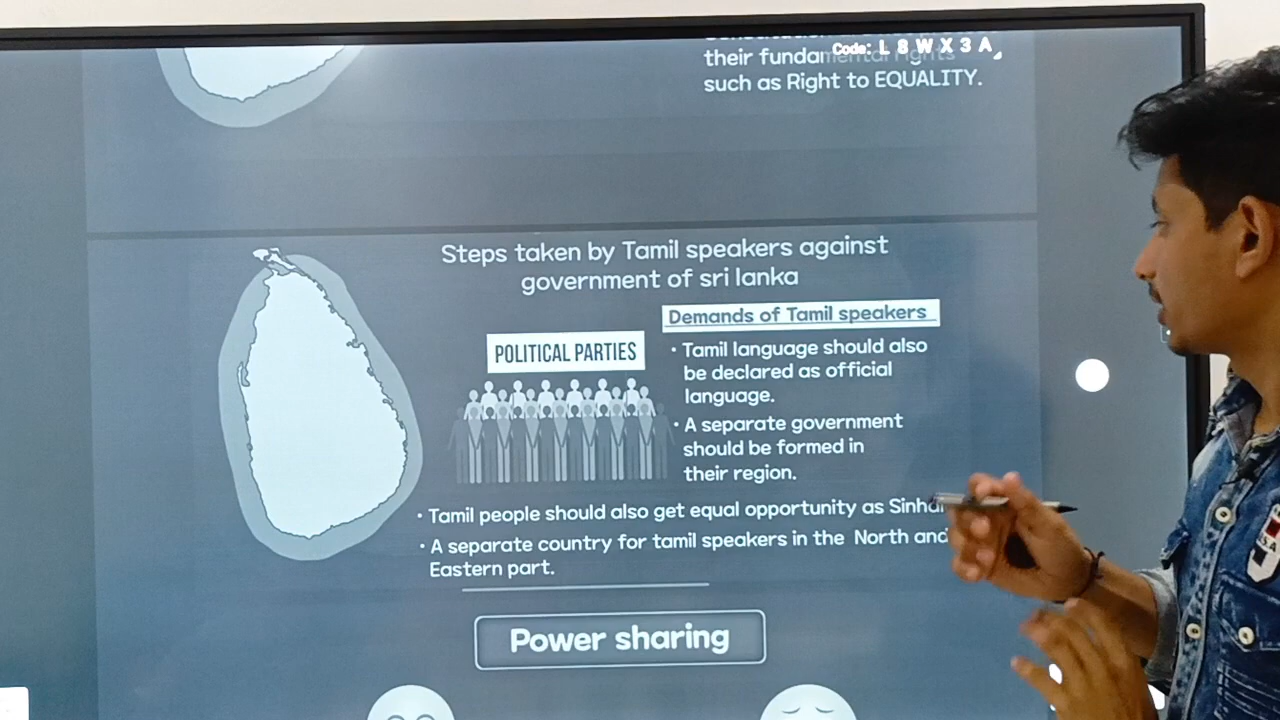 Code: L 8 W X 3 A
their fundamental rights
such as Right to EQUALITY.
Steps taken by Tamil speakers against
government of sri lanka
Demands of Tamil speakers
POLITICAL PARTIES
• Tamil language should also
be declared as official
language.
• A separate government
should be formed in
their region.
• Tamil people should also get equal opportunity as
• A separate country for tamil speakers in the North and
Eastern part.
Power sharing